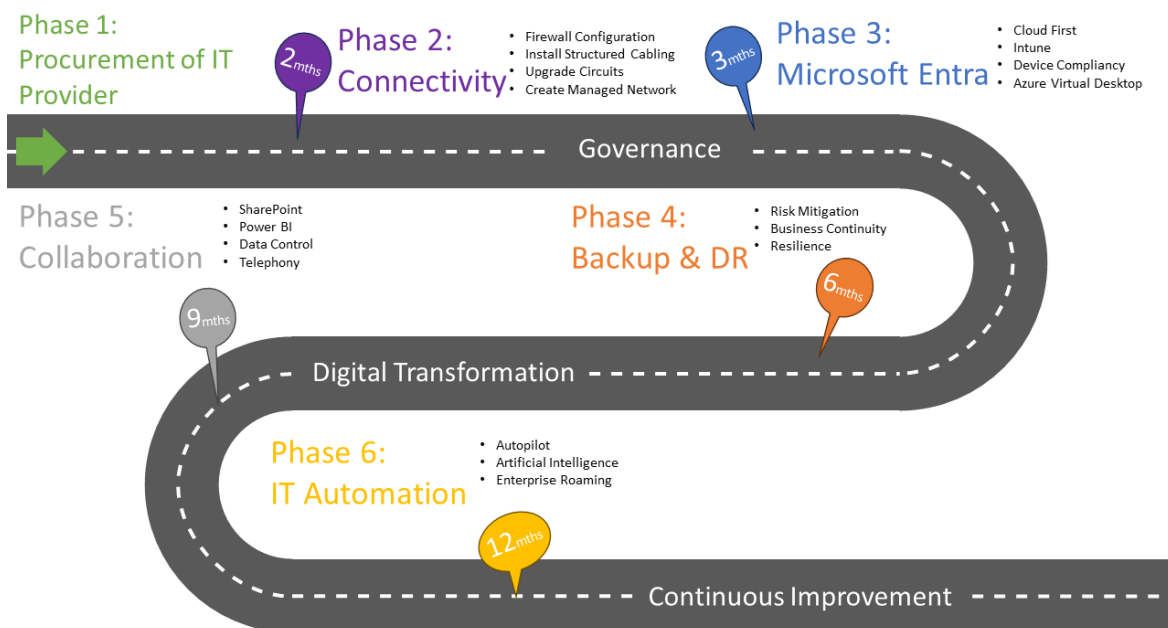 Phase 1:
Procurement of IT
Provider
2mths
Phase 2:
Connectivity
• Firewall Configuration
• Install Structured Cabling
• Upgrade Circuits
• Create Managed Network
3mths
Phase 3:
Microsoft Entra
• Cloud First
• Intune
• Device Compliancy
• Azure Virtual Desktop
Governance
Phase 5:
Collaboration
• SharePoint
• Power BI
• Data Control
• Telephony
9mths
Phase 4:
Backup & DR
• Risk Mitigation
• Business Continuity
• Resilience
6mths
Digital Transformation
Phase 6:
IT Automation
• Autopilot
• Artificial Intelligence
• Enterprise Roaming
12mths
Continuous Improvement